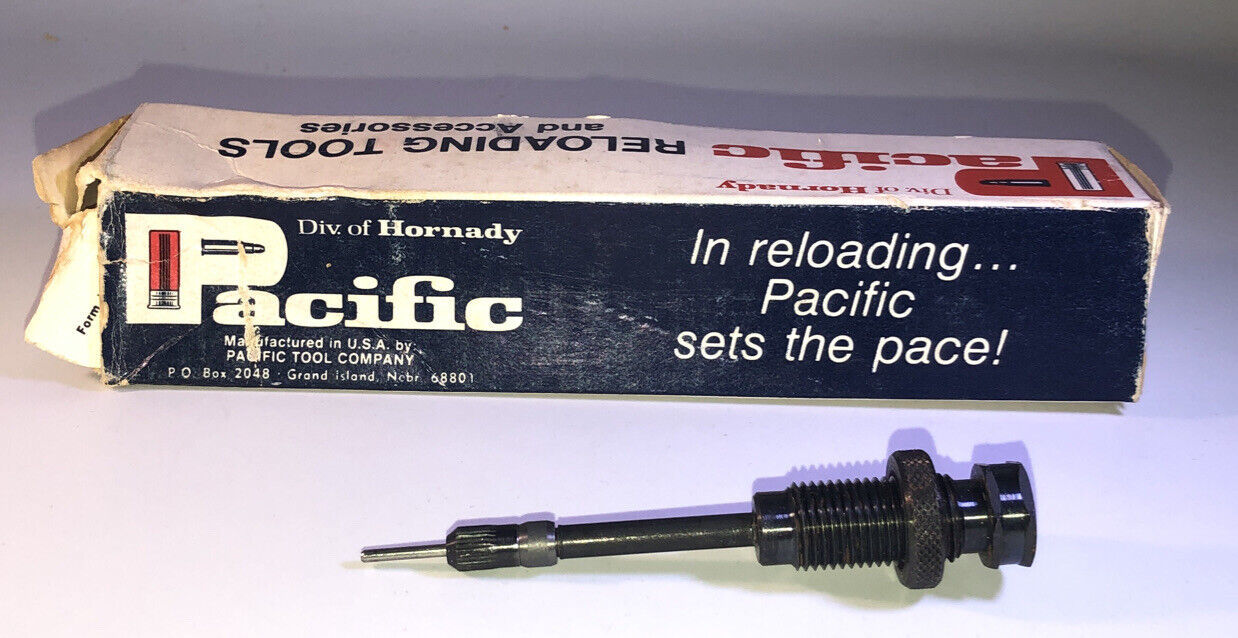 RELOADING TOOLS
and Accessories
Pacific
Div. of Hornady
Div. of Hornady
Pacific
Manufactured in U.S.A. by:
PACIFIC TOOL COMPANY
P.O. Box 2048 · Grand island, Nebr. 68801
In reloading...
Pacific
sets the pace!
Form